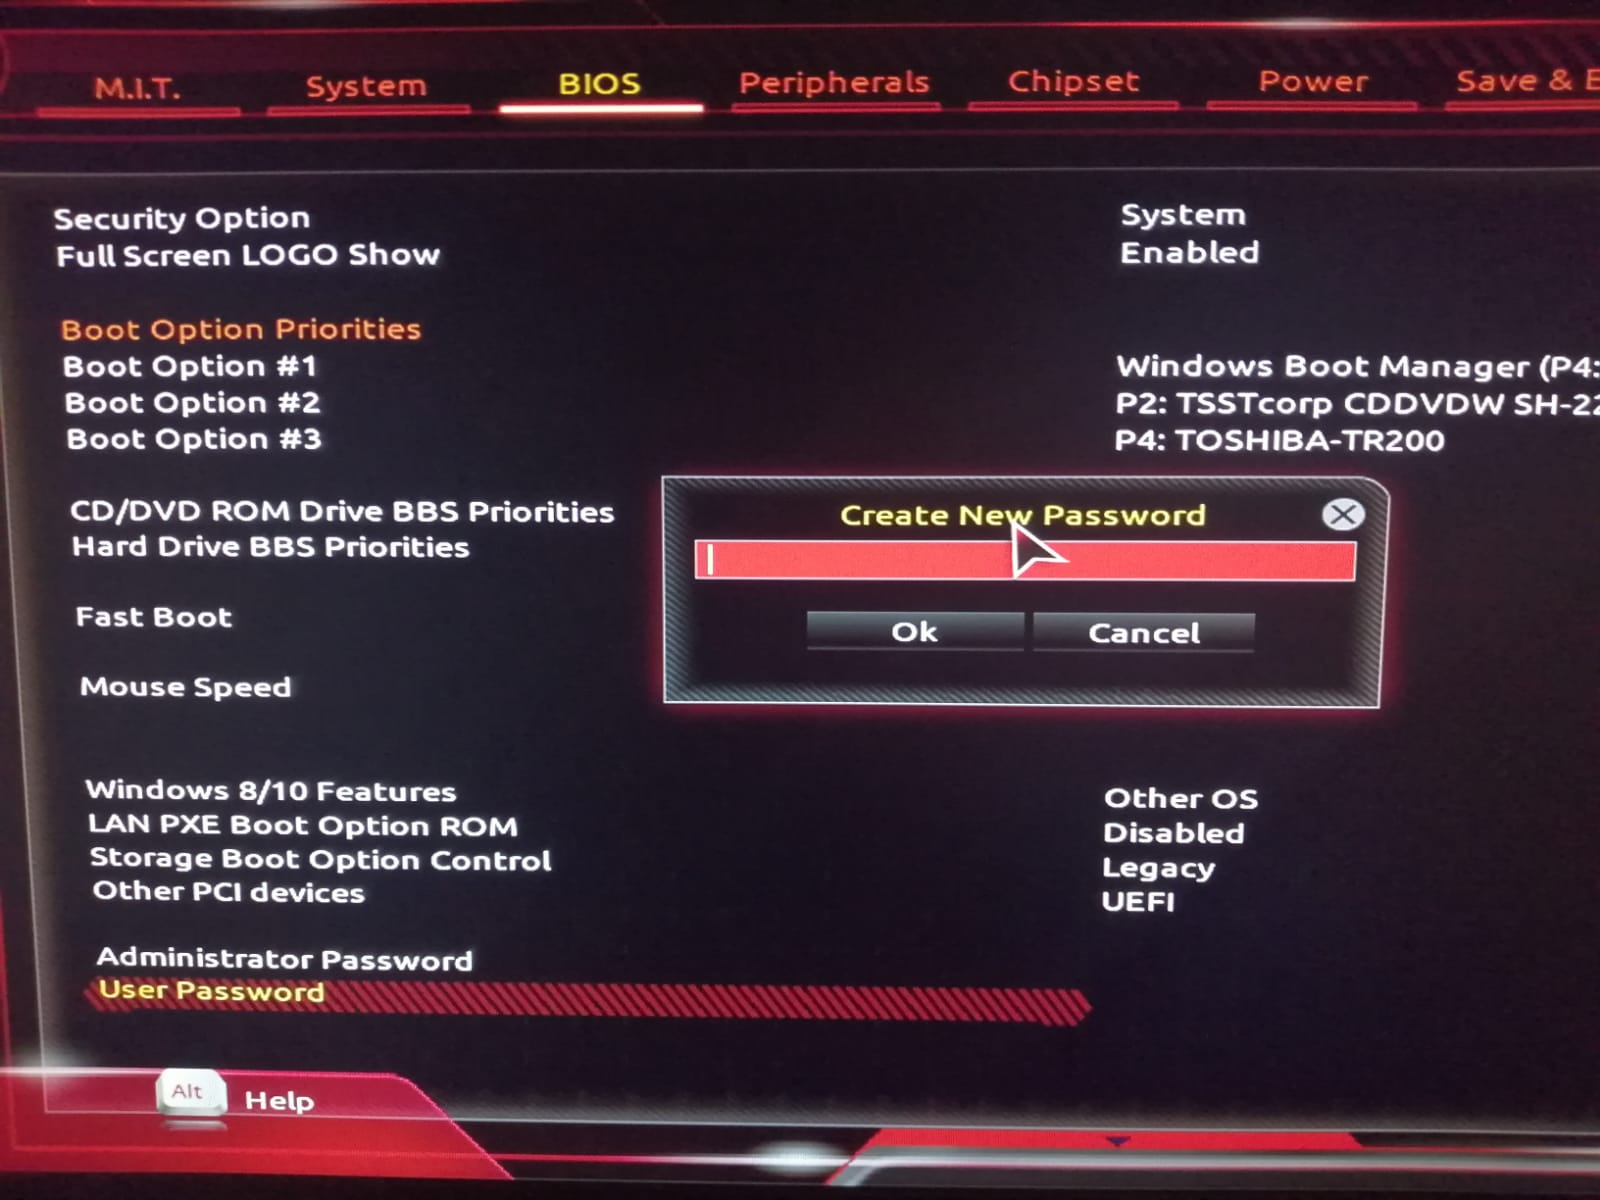 M.I.T. System BIOS Peripherals Chipset Power Save & E
Security Option System
Full Screen LOGO Show Enabled
Boot Option Priorities
Boot Option #1 Windows Boot Manager (P4:
Boot Option #2 P2: TSSTcorp CDDVDW SH-22
Boot Option #3 P4: TOSHIBA-TR200
Create New Password
CD/DVD ROM Drive BBS Priorities
Hard Drive BBS Priorities
Fast Boot
Ok Cancel
Mouse Speed
Windows 8/10 Features Other OS
LAN PXE Boot Option ROM Disabled
Storage Boot Option Control Legacy
Other PCI devices UEFI
Administrator Password
User Password
Alt Help